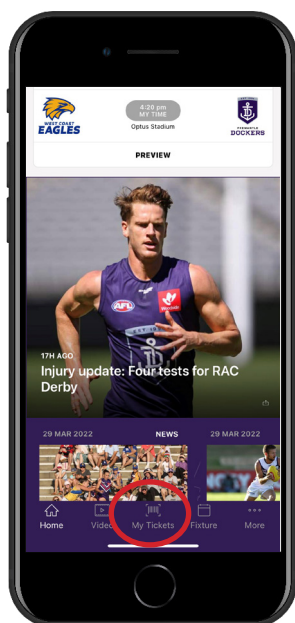 WEST COAST
EAGLES
4:20 pm
MY TIME
Optus Stadium
FREMANTLE
DOCKERS
PREVIEW
AFL
17H AGO
Injury update: Four tests for RAC
Derby
29 MAR 2022
NEWS
29 MAR 2022
Home
Video
My Tickets
Fixture
More